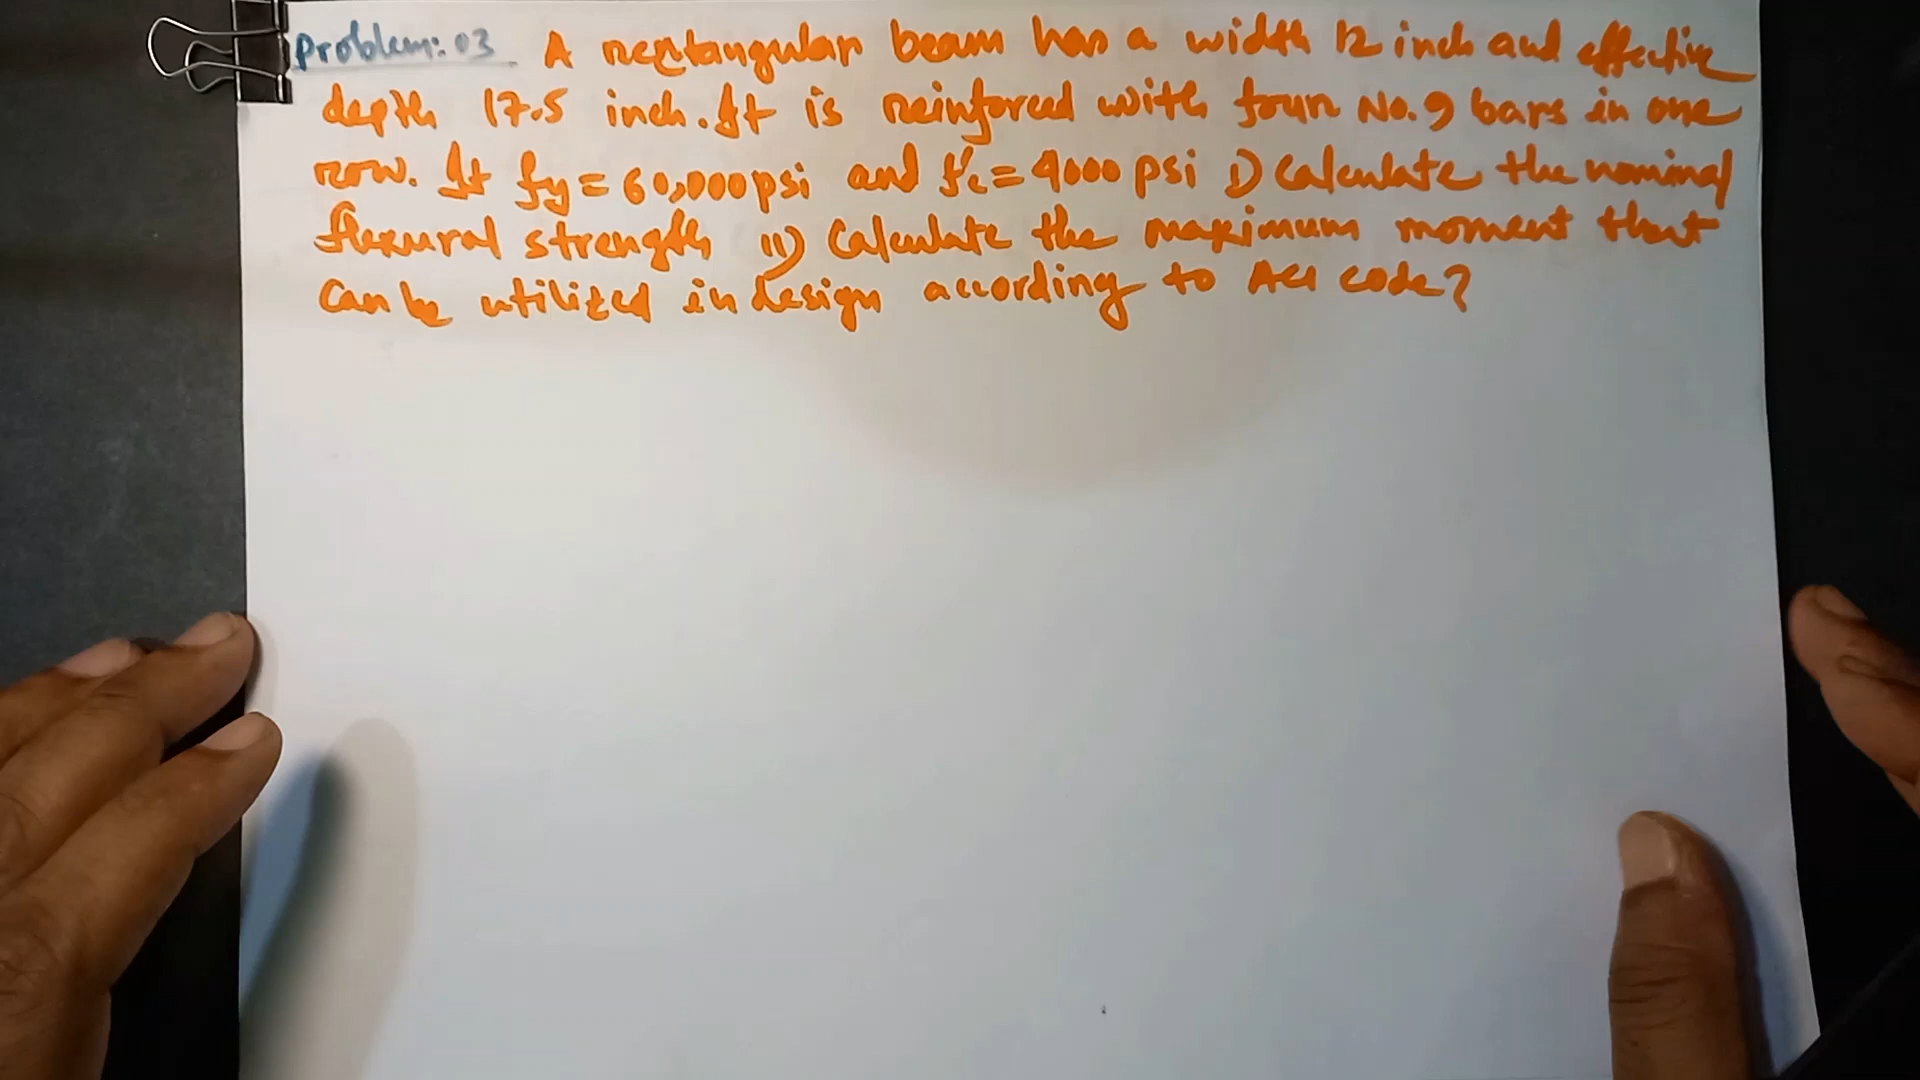 Problem: 03 A rectangular beam has a width 12 inch and effective
depth 17.5 inch. It is reinforced with four No. 9 bars in one
row. If fy = 60,000 psi and f'c = 4000 psi i) Calculate the nominal
flexural strength ii) Calculate the maximum moment that
can be utilized in design according to ACI code?